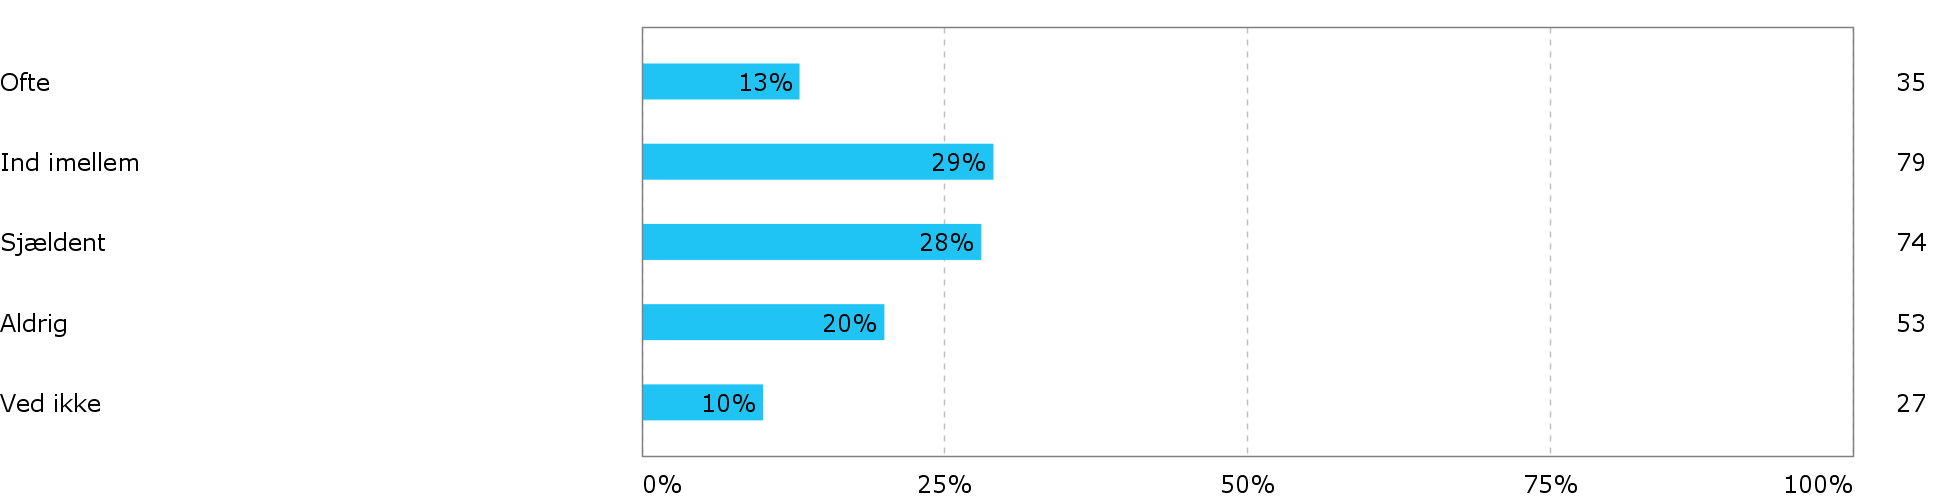 Ofte 13% 35
Ind imellem 29% 79
Sjældent 28% 74
Aldrig 20% 53
Ved ikke 10% 27
0% 25% 50% 75% 100%